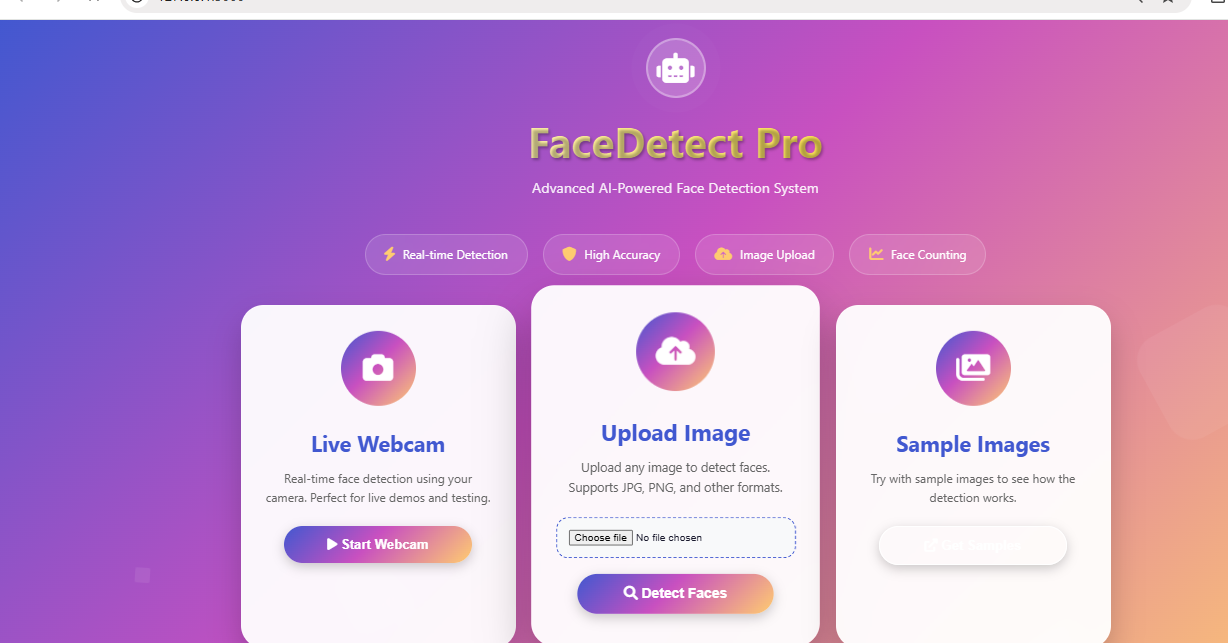 FaceDetect Pro
Advanced AI-Powered Face Detection System
Real-time Detection
High Accuracy
Image Upload
Face Counting
Live Webcam
Real-time face detection using your
camera. Perfect for live demos and testing.
Start Webcam
Upload Image
Upload any image to detect faces.
Supports JPG, PNG, and other formats.
Choose file No file chosen
Detect Faces
Sample Images
Try with sample images to see how the
detection works.